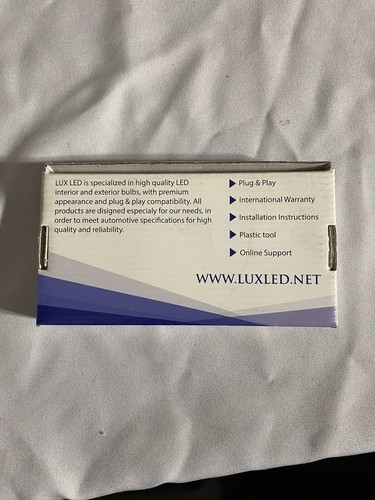 LUX LED is specialized in high quality LED
interior and exterior bulbs, with premium
appearance and plug & play compatibility. All
products are disigned especialy for our needs, in
order to meet automotive specifications for high
quality and reliability.
Plug & Play
International Warranty
Installation Instructions
Plastic tool
Online Support
WWW.LUXLED.NET